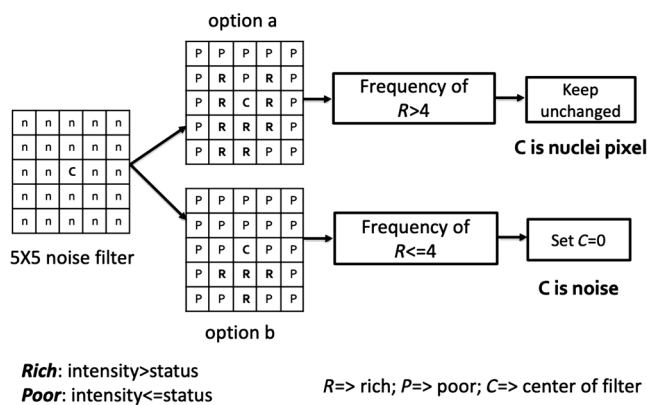 option a
P P P P P
P R P R P
P R C R P
P R R R P
P R R P P
Frequency of
R>4
Keep
unchanged
C is nuclei pixel
n n n n n
n n n n n
n n C n n
n n n n n
n n n n n
5X5 noise filter
P P P P P
P P P P P
P P C P P
P R R R P
P P R P P
option b
Frequency of
R<=4
Set C=0
C is noise
Rich: intensity>status
Poor: intensity<=status
R=> rich; P=> poor; C=> center of filter